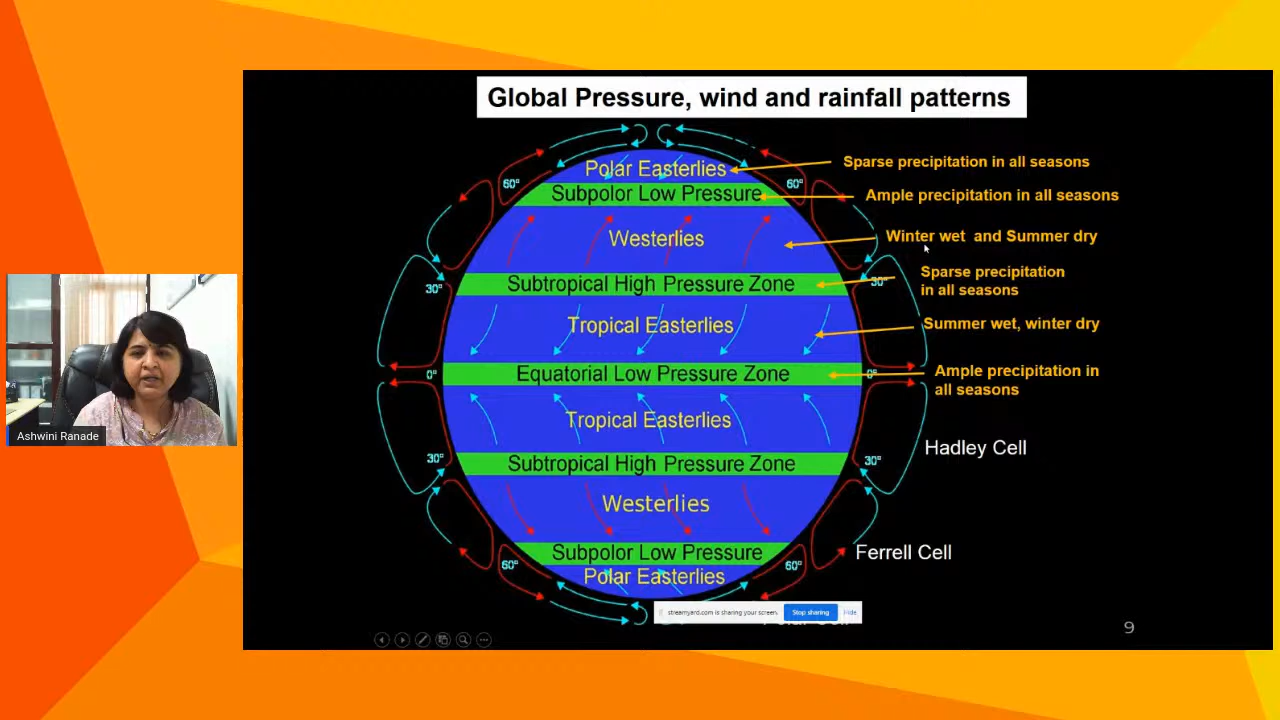 Global Pressure, wind and rainfall patterns
Polar Easterlies
Sparse precipitation in all seasons
60°
60°
Subpolor Low Pressure
Ample precipitation in all seasons
Westerlies
Winter wet and Summer dry
30°
Subtropical High Pressure Zone
30°
Sparse precipitation
in all seasons
Tropical Easterlies
Summer wet, winter dry
0°
Equatorial Low Pressure Zone
0°
Ample precipitation in
all seasons
Tropical Easterlies
Hadley Cell
30°
Subtropical High Pressure Zone
30°
Westerlies
Subpolor Low Pressure
Ferrell Cell
60°
60°
Polar Easterlies
streamyard.com is sharing your screen.
Stop sharing
Hide
9
Ashwini Ranade